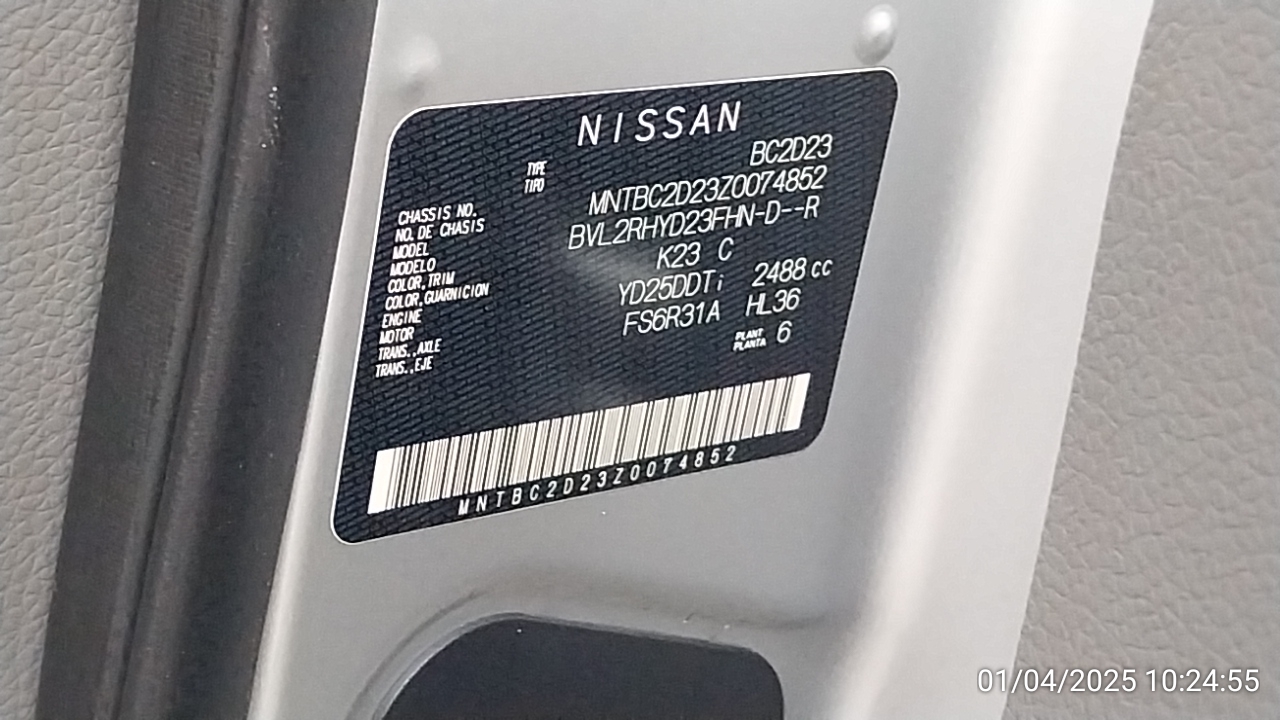 NISSAN
TYPE BC2D23
TIPO
CHASSIS NO. MNTBC2D23Z0074852
NO. DE CHASIS
MODEL BVL2RHYD23FHN-D--R
MODELO
COLOR,TRIM K23 C
COLOR,GUARNICION
ENGINE YD25DDTi 2488 cc
MOTOR
TRANS.,AXLE FS6R31A HL36
TRANS.,EJE
PLANT 6
PLANTA
MNTBC2D23Z0074852
01/04/2025 10:24:55